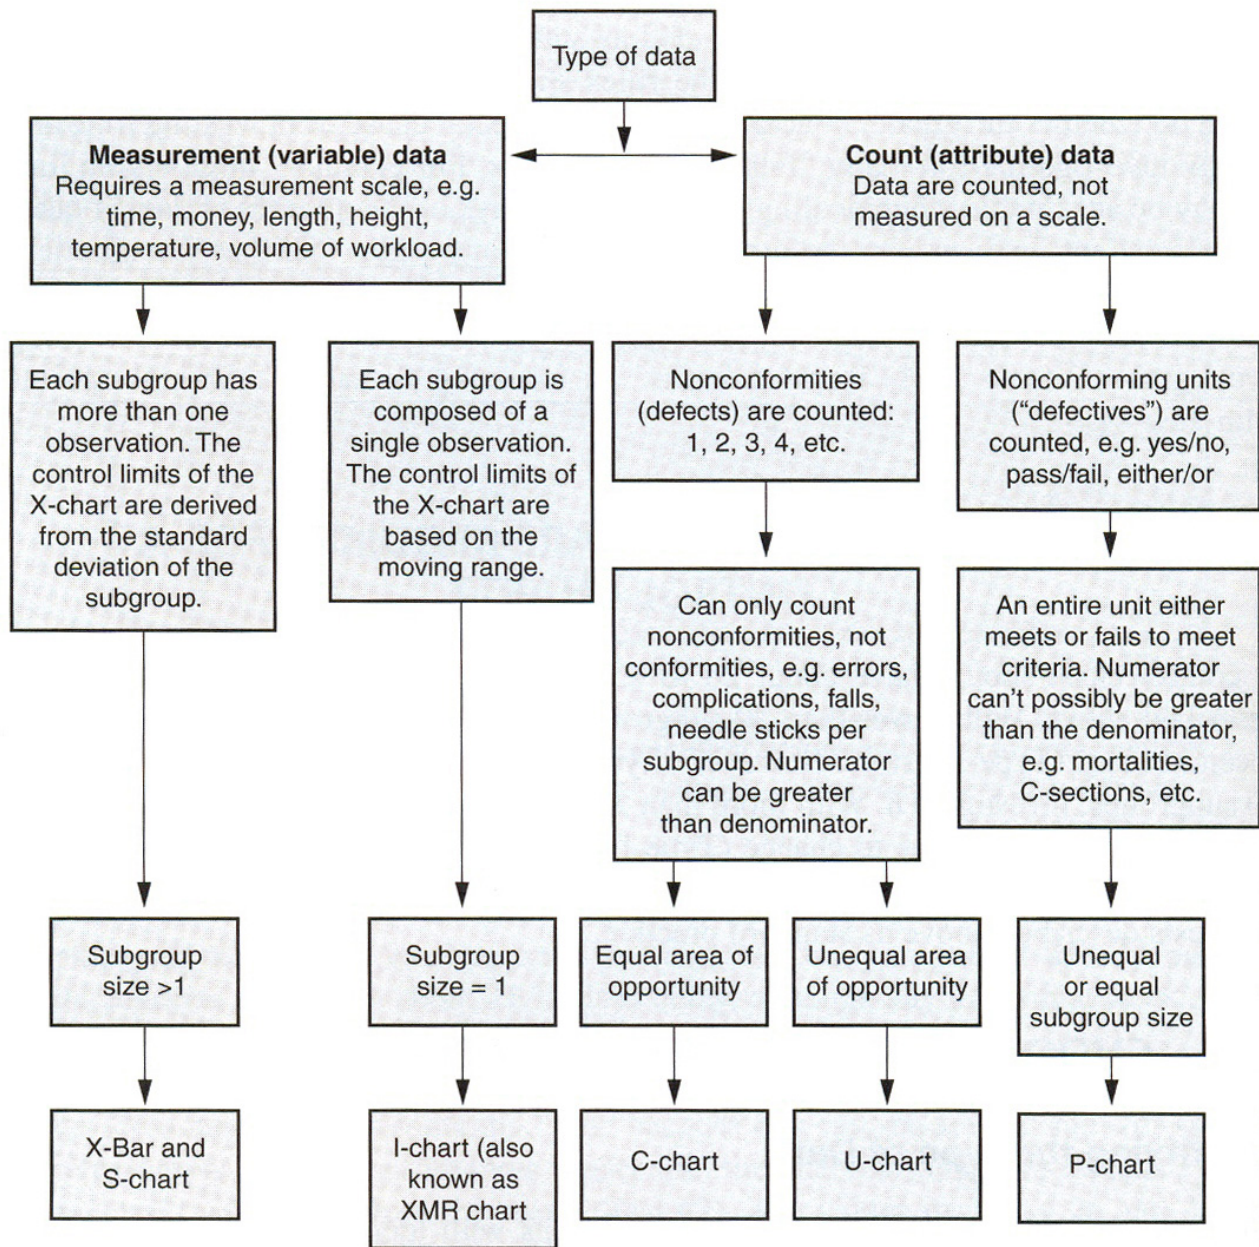 Type of data
Measurement (variable) data
Requires a measurement scale, e.g.
time, money, length, height,
temperature, volume of workload.
Count (attribute) data
Data are counted, not
measured on a scale.
Each subgroup has
more than one
observation. The
control limits of the
X-chart are derived
from the standard
deviation of the
subgroup.
Each subgroup is
composed of a
single observation.
The control limits of
the X-chart are
based on the
moving range.
Nonconformities
(defects) are counted:
1, 2, 3, 4, etc.
Nonconforming units
(“defectives”) are
counted, e.g. yes/no,
pass/fail, either/or
Can only count
nonconformities, not
conformities, e.g. errors,
complications, falls,
needle sticks per
subgroup. Numerator
can be greater
than denominator.
An entire unit either
meets or fails to meet
criteria. Numerator
can’t possibly be greater
than the denominator,
e.g. mortalities,
C-sections, etc.
Subgroup
size >1
Subgroup
size = 1
Equal area of
opportunity
Unequal area
of opportunity
Unequal
or equal
subgroup size
X-Bar and
S-chart
I-chart (also
known as
XMR chart
C-chart
U-chart
P-chart